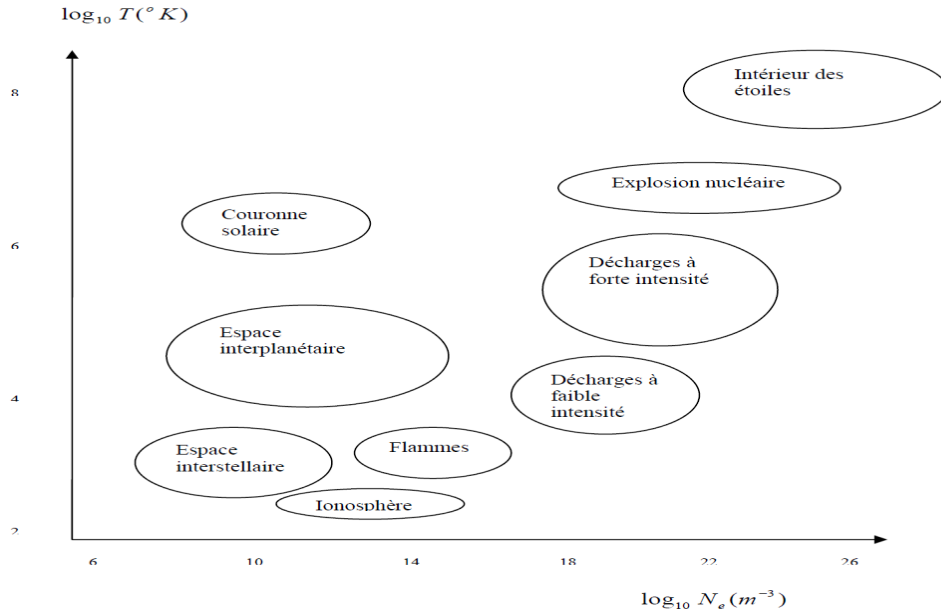 log₁₀ T(°K)
8
Intérieur des
étoiles
Explosion nucléaire
Couronne
solaire
6
Décharges à
forte intensité
Espace
interplanétaire
Décharges à
faible
intensité
4
Flammes
Espace
interstellaire
Ionosphère
2
6 10 14 18 22 26
log₁₀ Nₑ(m⁻³)